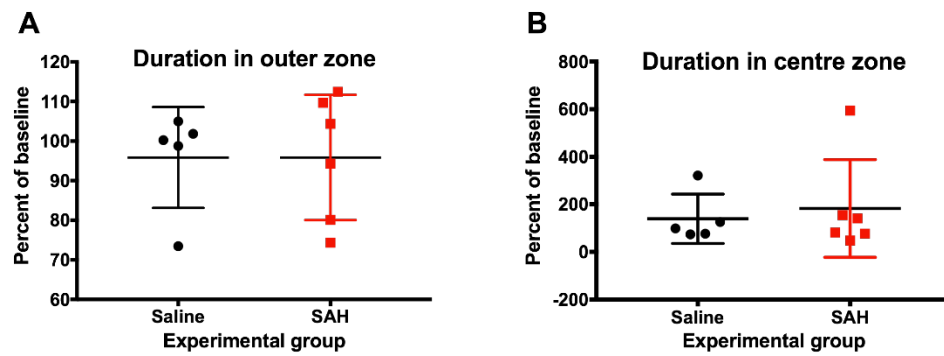 A
Duration in outer zone
Percent of baseline
120
110
100
90
80
70
60
Saline
SAH
Experimental group
B
Duration in centre zone
Percent of baseline
800
600
400
200
0
-200
Saline
SAH
Experimental group